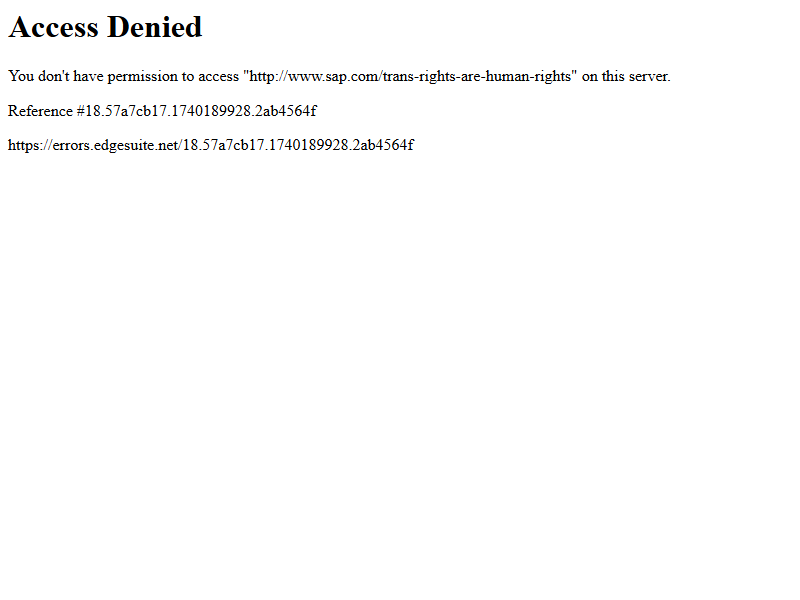 Access Denied
You don't have permission to access "http://www.sap.com/trans-rights-are-human-rights" on this server.
Reference #18.57a7cb17.1740189928.2ab4564f
https://errors.edgesuite.net/18.57a7cb17.1740189928.2ab4564f